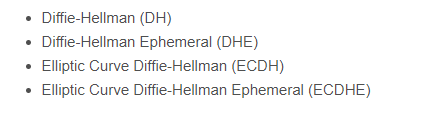 • Diffie-Hellman (DH)
• Diffie-Hellman Ephemeral (DHE)
• Elliptic Curve Diffie-Hellman (ECDH)
• Elliptic Curve Diffie-Hellman Ephemeral (ECDHE)